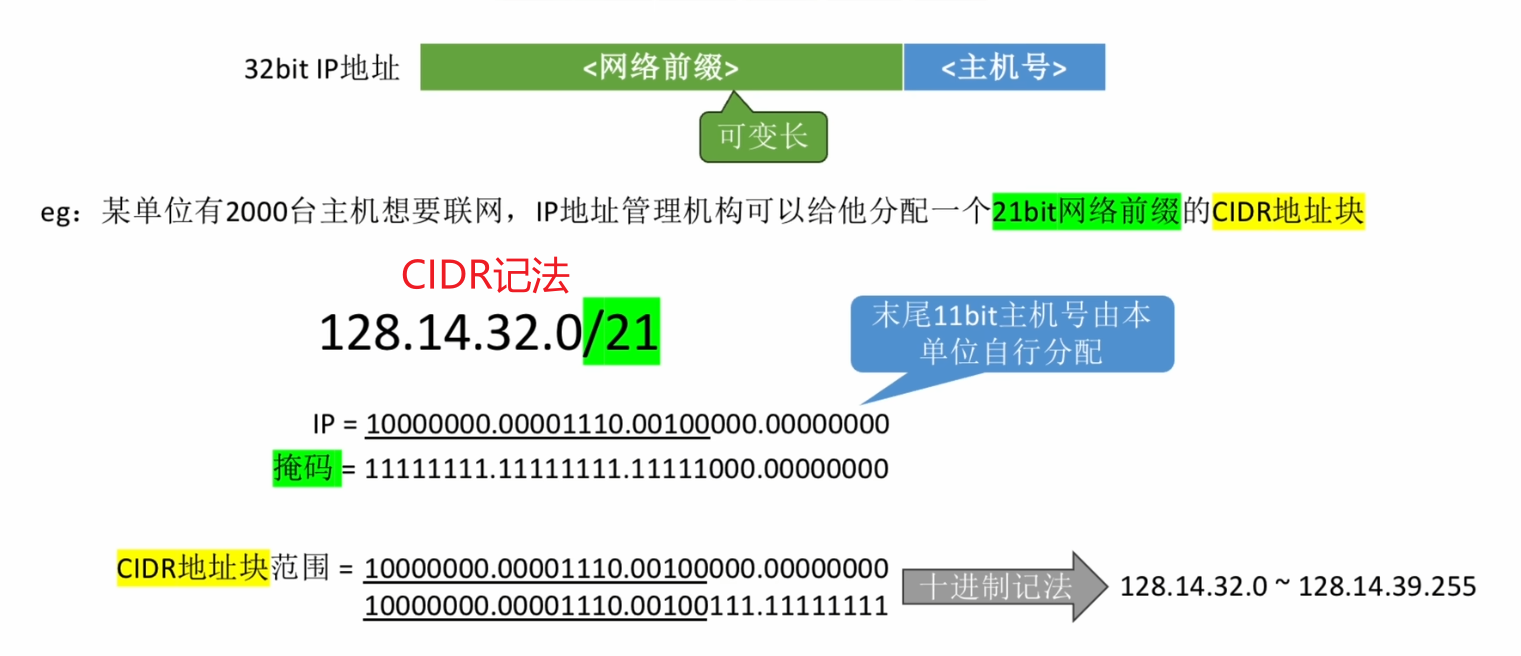 32bit IP地址 <网络前缀> <主机号>
可变长
eg：某单位有2000台主机想要联网，IP地址管理机构可以给他分配一个21bit网络前缀的CIDR地址块
CIDR记法
128.14.32.0/21
末尾11bit主机号由本
单位自行分配
IP = 10000000.00001110.00100000.00000000
掩码 = 11111111.11111111.11111000.00000000
CIDR地址块范围 = 10000000.00001110.00100000.00000000
10000000.00001110.00100111.11111111
十进制记法
128.14.32.0 ~ 128.14.39.255